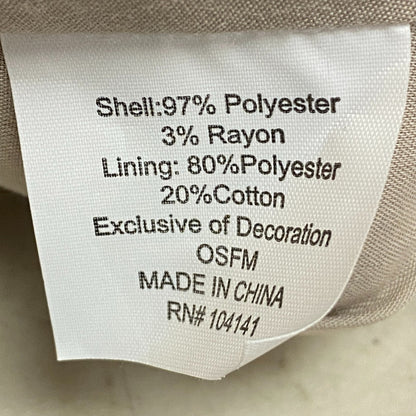 Shell:97% Polyester
3% Rayon
Lining: 80%Polyester
20%Cotton
Exclusive of Decoration
OSFM
MADE IN CHINA
RN# 104141